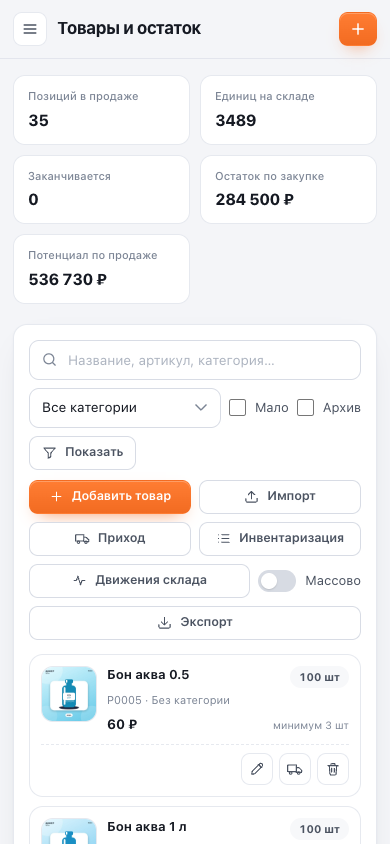 Товары и остаток
Позиций в продаже
35
Единиц на складе
3489
Заканчивается
0
Остаток по закупке
284 500 ₽
Потенциал по продаже
536 730 ₽
Название, артикул, категория...
Все категории
Мало
Архив
Показать
Добавить товар
Импорт
Приход
Инвентаризация
Движения склада
Массово
Экспорт
Бон аква 0.5
100 шт
P0005 · Без категории
60 ₽
минимум 3 шт
Бон аква 1 л
100 шт